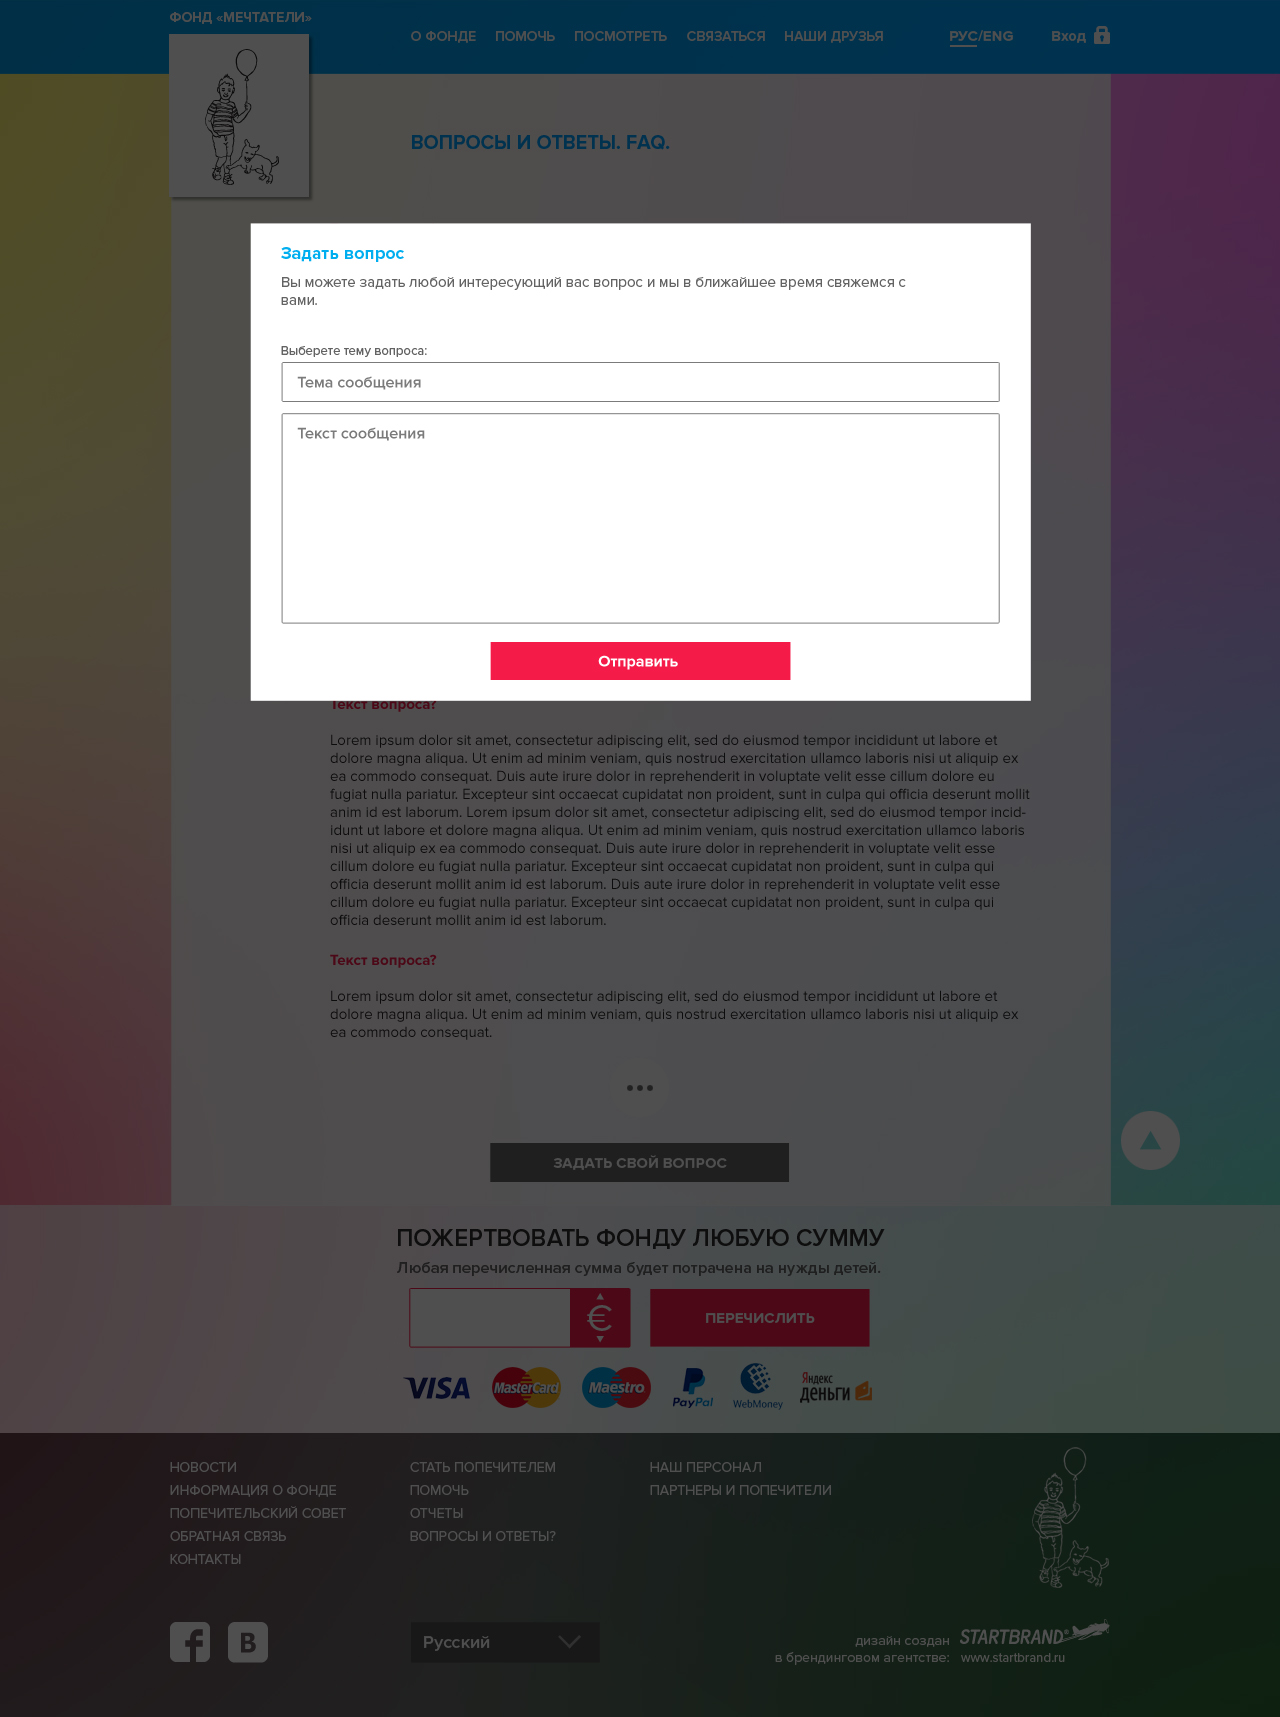 ФОНД «МЕЧТАТЕЛИ»
О ФОНДЕ ПОМОЧЬ ПОСМОТРЕТЬ СВЯЗАТЬСЯ НАШИ ДРУЗЬЯ РУС/ENG Вход
ВОПРОСЫ И ОТВЕТЫ. FAQ.
Задать вопрос
Вы можете задать любой интересующий вас вопрос и мы в ближайшее время свяжемся с
вами.
Выберете тему вопроса:
Тема сообщения
Текст сообщения
Отправить
Текст вопроса?
Lorem ipsum dolor sit amet, consectetur adipiscing elit, sed do eiusmod tempor incididunt ut labore et
dolore magna aliqua. Ut enim ad minim veniam, quis nostrud exercitation ullamco laboris nisi ut aliquip ex
ea commodo consequat. Duis aute irure dolor in reprehenderit in voluptate velit esse cillum dolore eu
fugiat nulla pariatur. Excepteur sint occaecat cupidatat non proident, sunt in culpa qui officia deserunt mollit
anim id est laborum. Lorem ipsum dolor sit amet, consectetur adipiscing elit, sed do eiusmod tempor incid-
idunt ut labore et dolore magna aliqua. Ut enim ad minim veniam, quis nostrud exercitation ullamco laboris
nisi ut aliquip ex ea commodo consequat. Duis aute irure dolor in reprehenderit in voluptate velit esse
cillum dolore eu fugiat nulla pariatur. Excepteur sint occaecat cupidatat non proident, sunt in culpa qui
officia deserunt mollit anim id est laborum. Duis aute irure dolor in reprehenderit in voluptate velit esse
cillum dolore eu fugiat nulla pariatur. Excepteur sint occaecat cupidatat non proident, sunt in culpa qui
officia deserunt mollit anim id est laborum.
Текст вопроса?
Lorem ipsum dolor sit amet, consectetur adipiscing elit, sed do eiusmod tempor incididunt ut labore et
dolore magna aliqua. Ut enim ad minim veniam, quis nostrud exercitation ullamco laboris nisi ut aliquip ex
ea commodo consequat.
ЗАДАТЬ СВОЙ ВОПРОС
ПОЖЕРТВОВАТЬ ФОНДУ ЛЮБУЮ СУММУ
Любая перечисленная сумма будет потрачена на нужды детей.
€ ПЕРЕЧИСЛИТЬ
VISA MasterCard Maestro PayPal WebMoney Яндекс деньги
НОВОСТИ СТАТЬ ПОПЕЧИТЕЛЕМ НАШ ПЕРСОНАЛ
ИНФОРМАЦИЯ О ФОНДЕ ПОМОЧЬ ПАРТНЕРЫ И ПОПЕЧИТЕЛИ
ПОПЕЧИТЕЛЬСКИЙ СОВЕТ ОТЧЕТЫ
ОБРАТНАЯ СВЯЗЬ ВОПРОСЫ И ОТВЕТЫ?
КОНТАКТЫ
f B Русский дизайн создан STARTBRAND®
в брендинговом агентстве: www.startbrand.ru